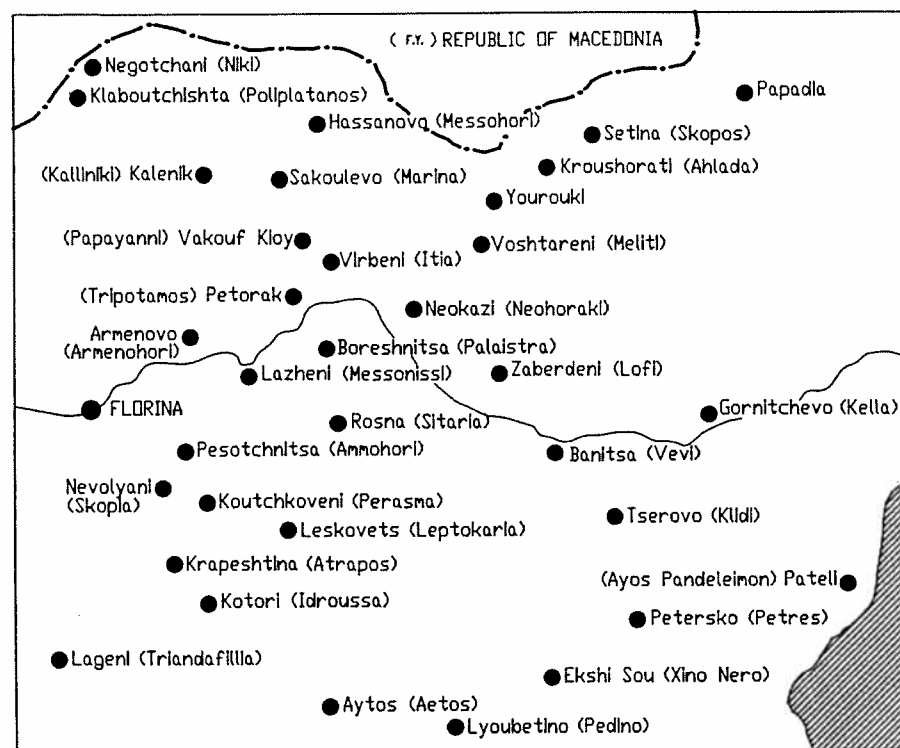 ( F.Y. ) REPUBLIC OF MACEDONIA
Negotchani (Niki)
Klaboutchishta (Poliplatanos)
Papadia
Hassanovo (Messohori)
Setina (Skopos)
(Kalliniki) Kalenik
Sakoulevo (Marina)
Kroushorati (Ahlada)
Yourouki
(Papayanni) Vakouf Kioy
Virbeni (Itia)
Voshtareni (Meliti)
(Tripotamos) Petorak
Neokazi (Neohoraki)
Armenovo
(Armenohori)
Boreshnitsa (Palaistra)
Lazheni (Messonissi)
Zaberdeni (Lofi)
FLORINA
Rosna (Sitaria)
Gornitchevo (Kella)
Pesotchnitsa (Ammohori)
Banitsa (Vevi)
Nevolyani
(Skopia)
Koutchkoveni (Perasma)
Leskovets (Leptokaria)
Tserovo (Klidi)
Krapeshtina (Atrapos)
(Ayos Pandeleimon) Pateli
Kotori (Idroussa)
Petersko (Petres)
Lageni (Triandafillia)
Ekshi Sou (Xino Nero)
Aytos (Aetos)
Lyoubetino (Pedino)